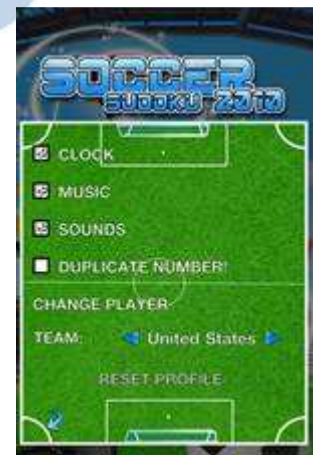 SOCCER
SUDOKU 2010
CLOCK
MUSIC
SOUNDS
DUPLICATE NUMBER!
CHANGE PLAYER
TEAM: United States
RESET PROFILE